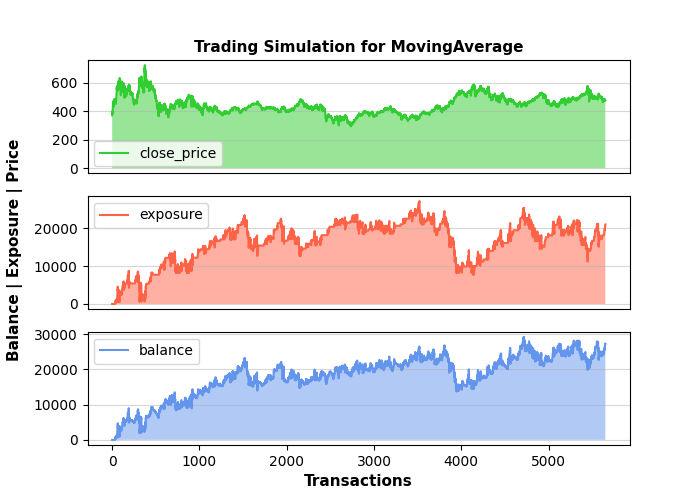 Trading Simulation for MovingAverage
600
400
200
0
close_price
20000
10000
0
exposure
Balance | Exposure | Price
30000
20000
10000
0
balance
0 1000 2000 3000 4000 5000
Transactions